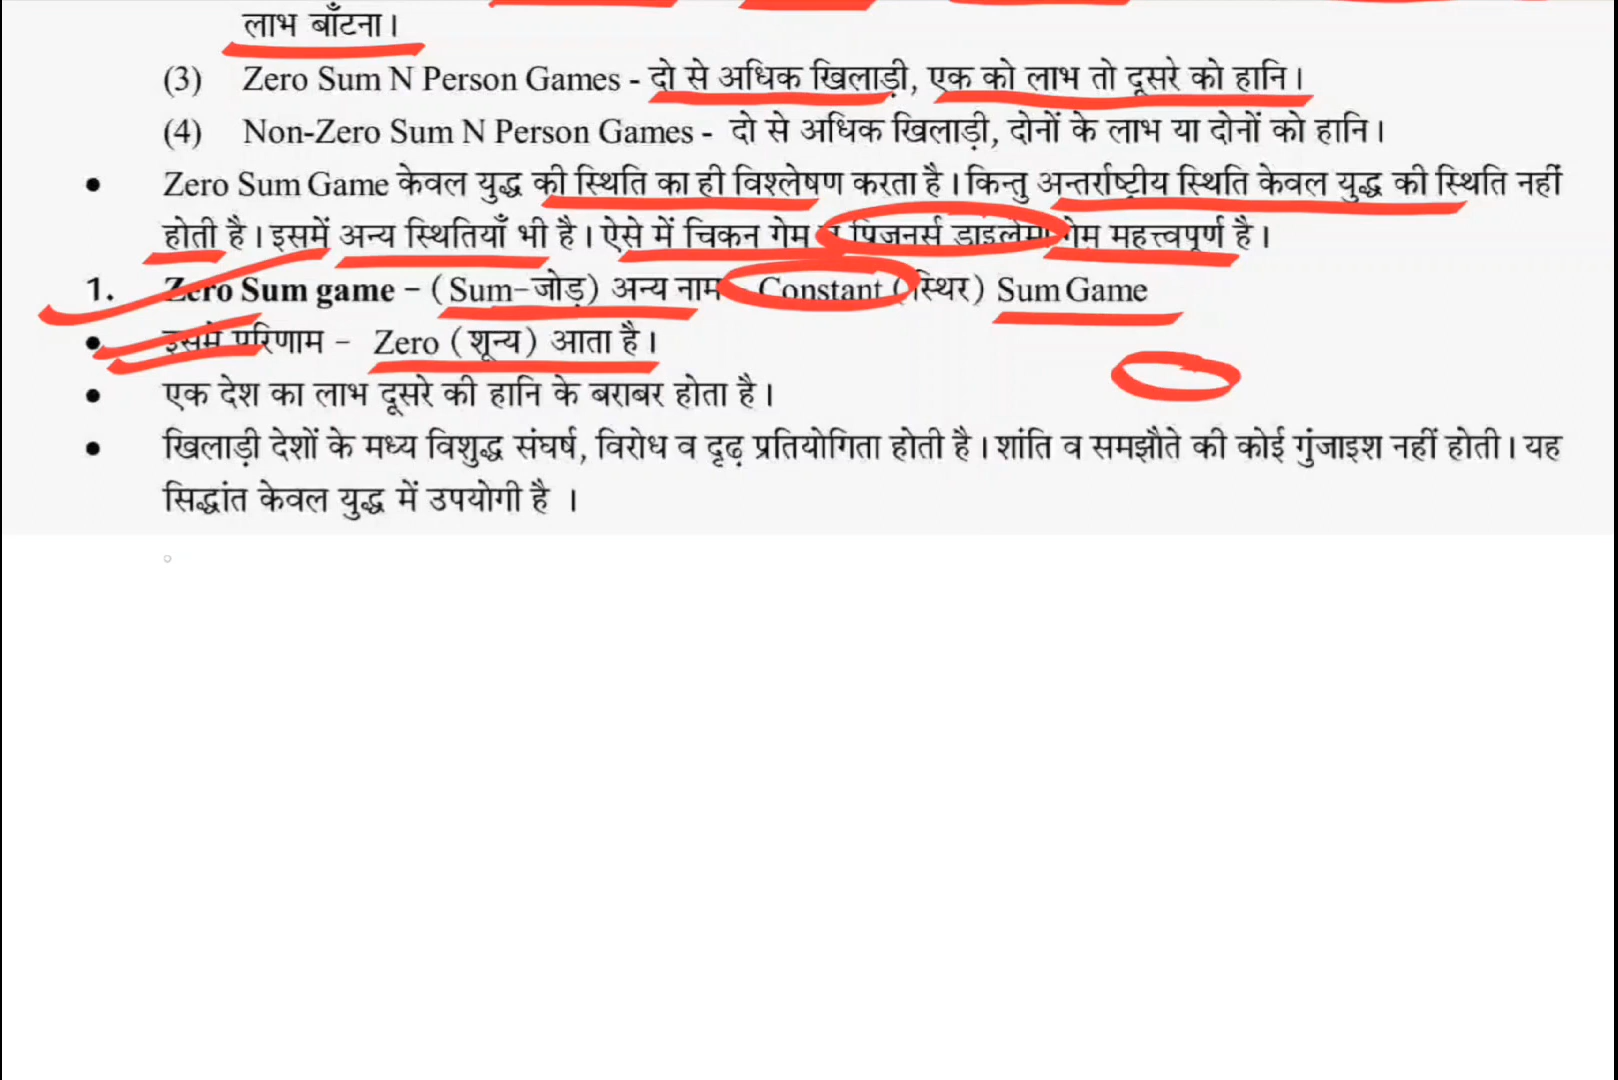 लाभ बाँटना।
(3) Zero Sum N Person Games - दो से अधिक खिलाड़ी, एक को लाभ तो दूसरे को हानि।
(4) Non-Zero Sum N Person Games - दो से अधिक खिलाड़ी, दोनों के लाभ या दोनों को हानि।
• Zero Sum Game केवल युद्ध की स्थिति का ही विश्लेषण करता है। किन्तु अन्तर्राष्ट्रीय स्थिति केवल युद्ध की स्थिति नहीं
होती है। इसमें अन्य स्थितियाँ भी है। ऐसे में चिकन गेम व प्रिजनर्स डाइलेमा गेम महत्त्वपूर्ण है।
1. Zero Sum game – (Sum–जोड़) अन्य नाम - Constant (स्थिर) Sum Game
• इसमें परिणाम – Zero (शून्य) आता है।
• एक देश का लाभ दूसरे की हानि के बराबर होता है।
• खिलाड़ी देशों के मध्य विशुद्ध संघर्ष, विरोध व दृढ़ प्रतियोगिता होती है। शांति व समझौते की कोई गुंजाइश नहीं होती। यह
सिद्धांत केवल युद्ध में उपयोगी है ।